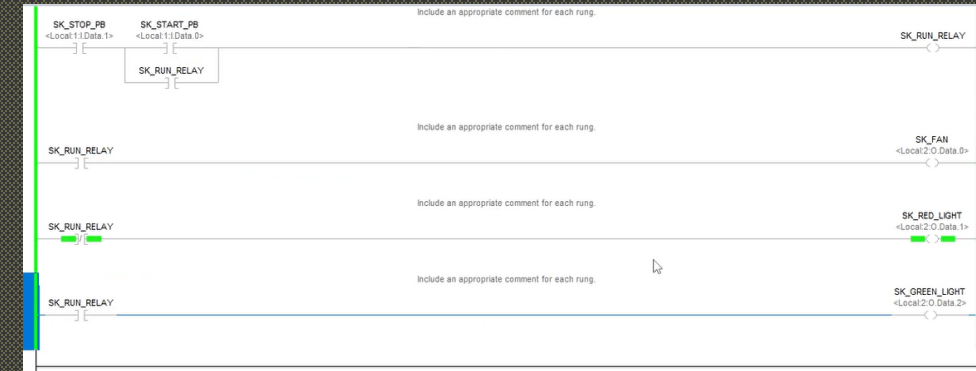 Include an appropriate comment for each rung.
SK_STOP_PB SK_START_PB
<Local:1:I.Data.1> <Local:1:I.Data.0>
SK_RUN_RELAY
SK_RUN_RELAY
Include an appropriate comment for each rung.
SK_FAN
SK_RUN_RELAY <Local:2:O.Data.0>
Include an appropriate comment for each rung.
SK_RED_LIGHT
SK_RUN_RELAY <Local:2:O.Data.1>
Include an appropriate comment for each rung.
SK_GREEN_LIGHT
SK_RUN_RELAY <Local:2:O.Data.2>